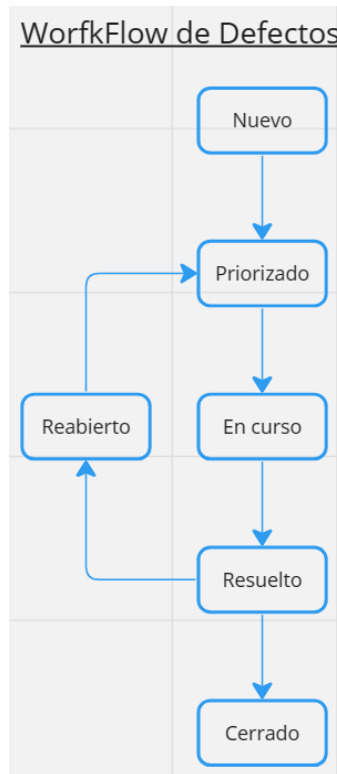 WorfkFlow de Defectos
Nuevo
Priorizado
Reabierto
En curso
Resuelto
Cerrado